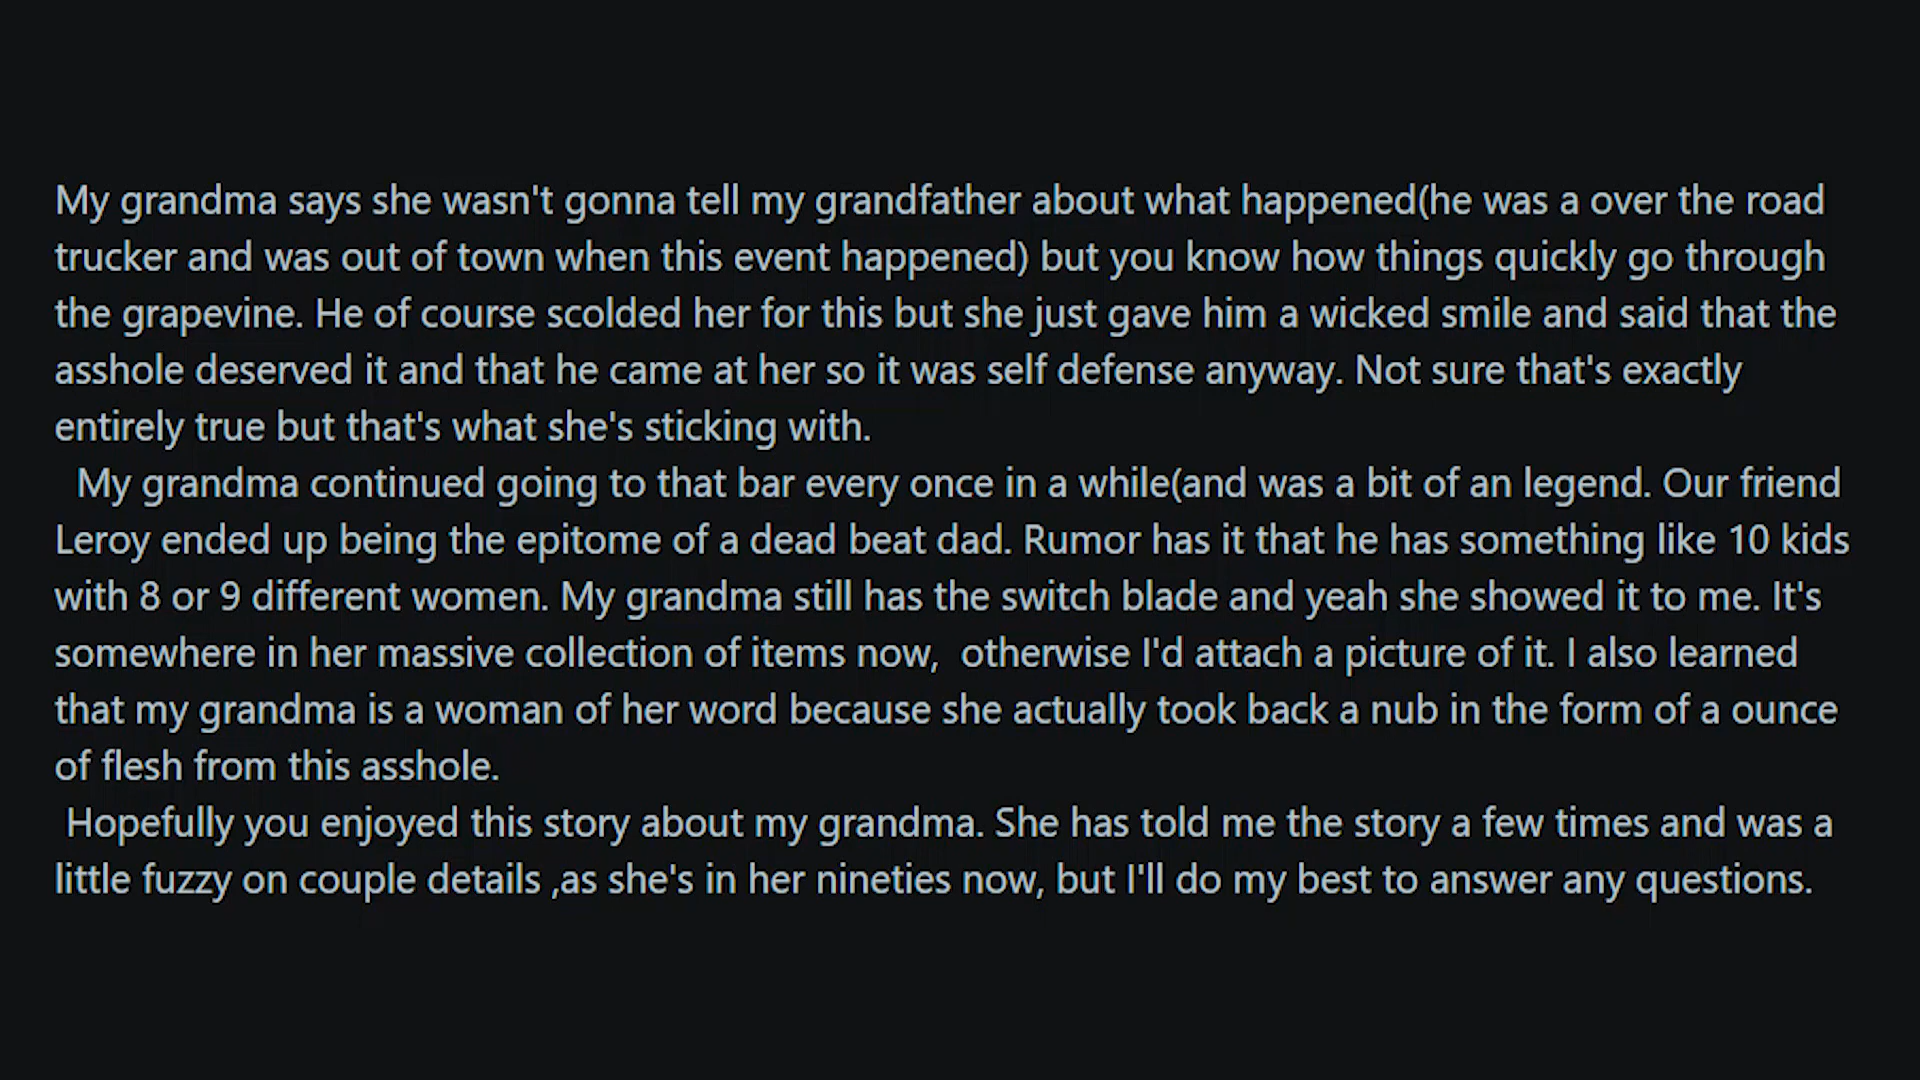 My grandma says she wasn't gonna tell my grandfather about what happened(he was a over the road
trucker and was out of town when this event happened) but you know how things quickly go through
the grapevine. He of course scolded her for this but she just gave him a wicked smile and said that the
asshole deserved it and that he came at her so it was self defense anyway. Not sure that's exactly
entirely true but that's what she's sticking with.
My grandma continued going to that bar every once in a while(and was a bit of an legend. Our friend
Leroy ended up being the epitome of a dead beat dad. Rumor has it that he has something like 10 kids
with 8 or 9 different women. My grandma still has the switch blade and yeah she showed it to me. It's
somewhere in her massive collection of items now,  otherwise I'd attach a picture of it. I also learned
that my grandma is a woman of her word because she actually took back a nub in the form of a ounce
of flesh from this asshole.
Hopefully you enjoyed this story about my grandma. She has told me the story a few times and was a
little fuzzy on couple details ,as she's in her nineties now, but I'll do my best to answer any questions.